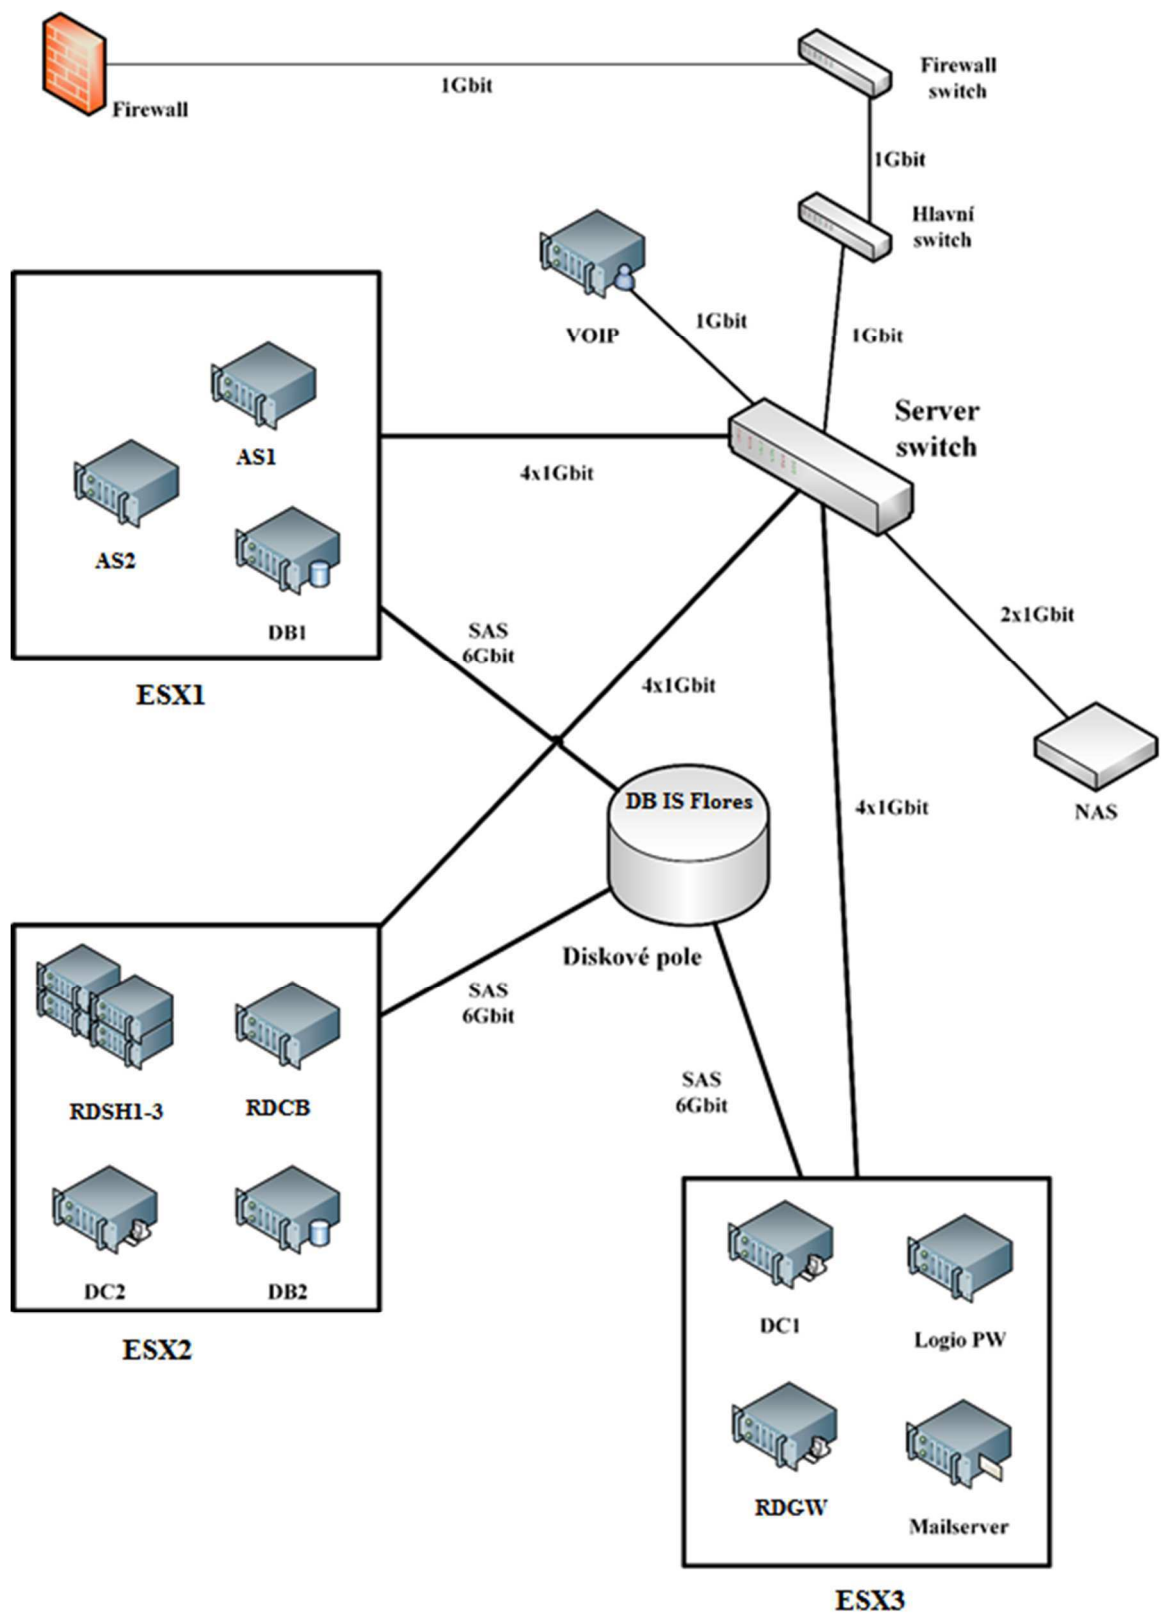 Firewall
1Gbit
Firewall
switch
1Gbit
Hlavní
switch
VOIP
1Gbit
1Gbit
Server
switch
AS1
AS2
DB1
ESX1
4x1Gbit
SAS
6Gbit
4x1Gbit
2x1Gbit
NAS
4x1Gbit
DB IS Flores
Diskové pole
SAS
6Gbit
SAS
6Gbit
RDSH1-3
RDCB
DC2
DB2
ESX2
DC1
Logio PW
RDGW
Mailserver
ESX3